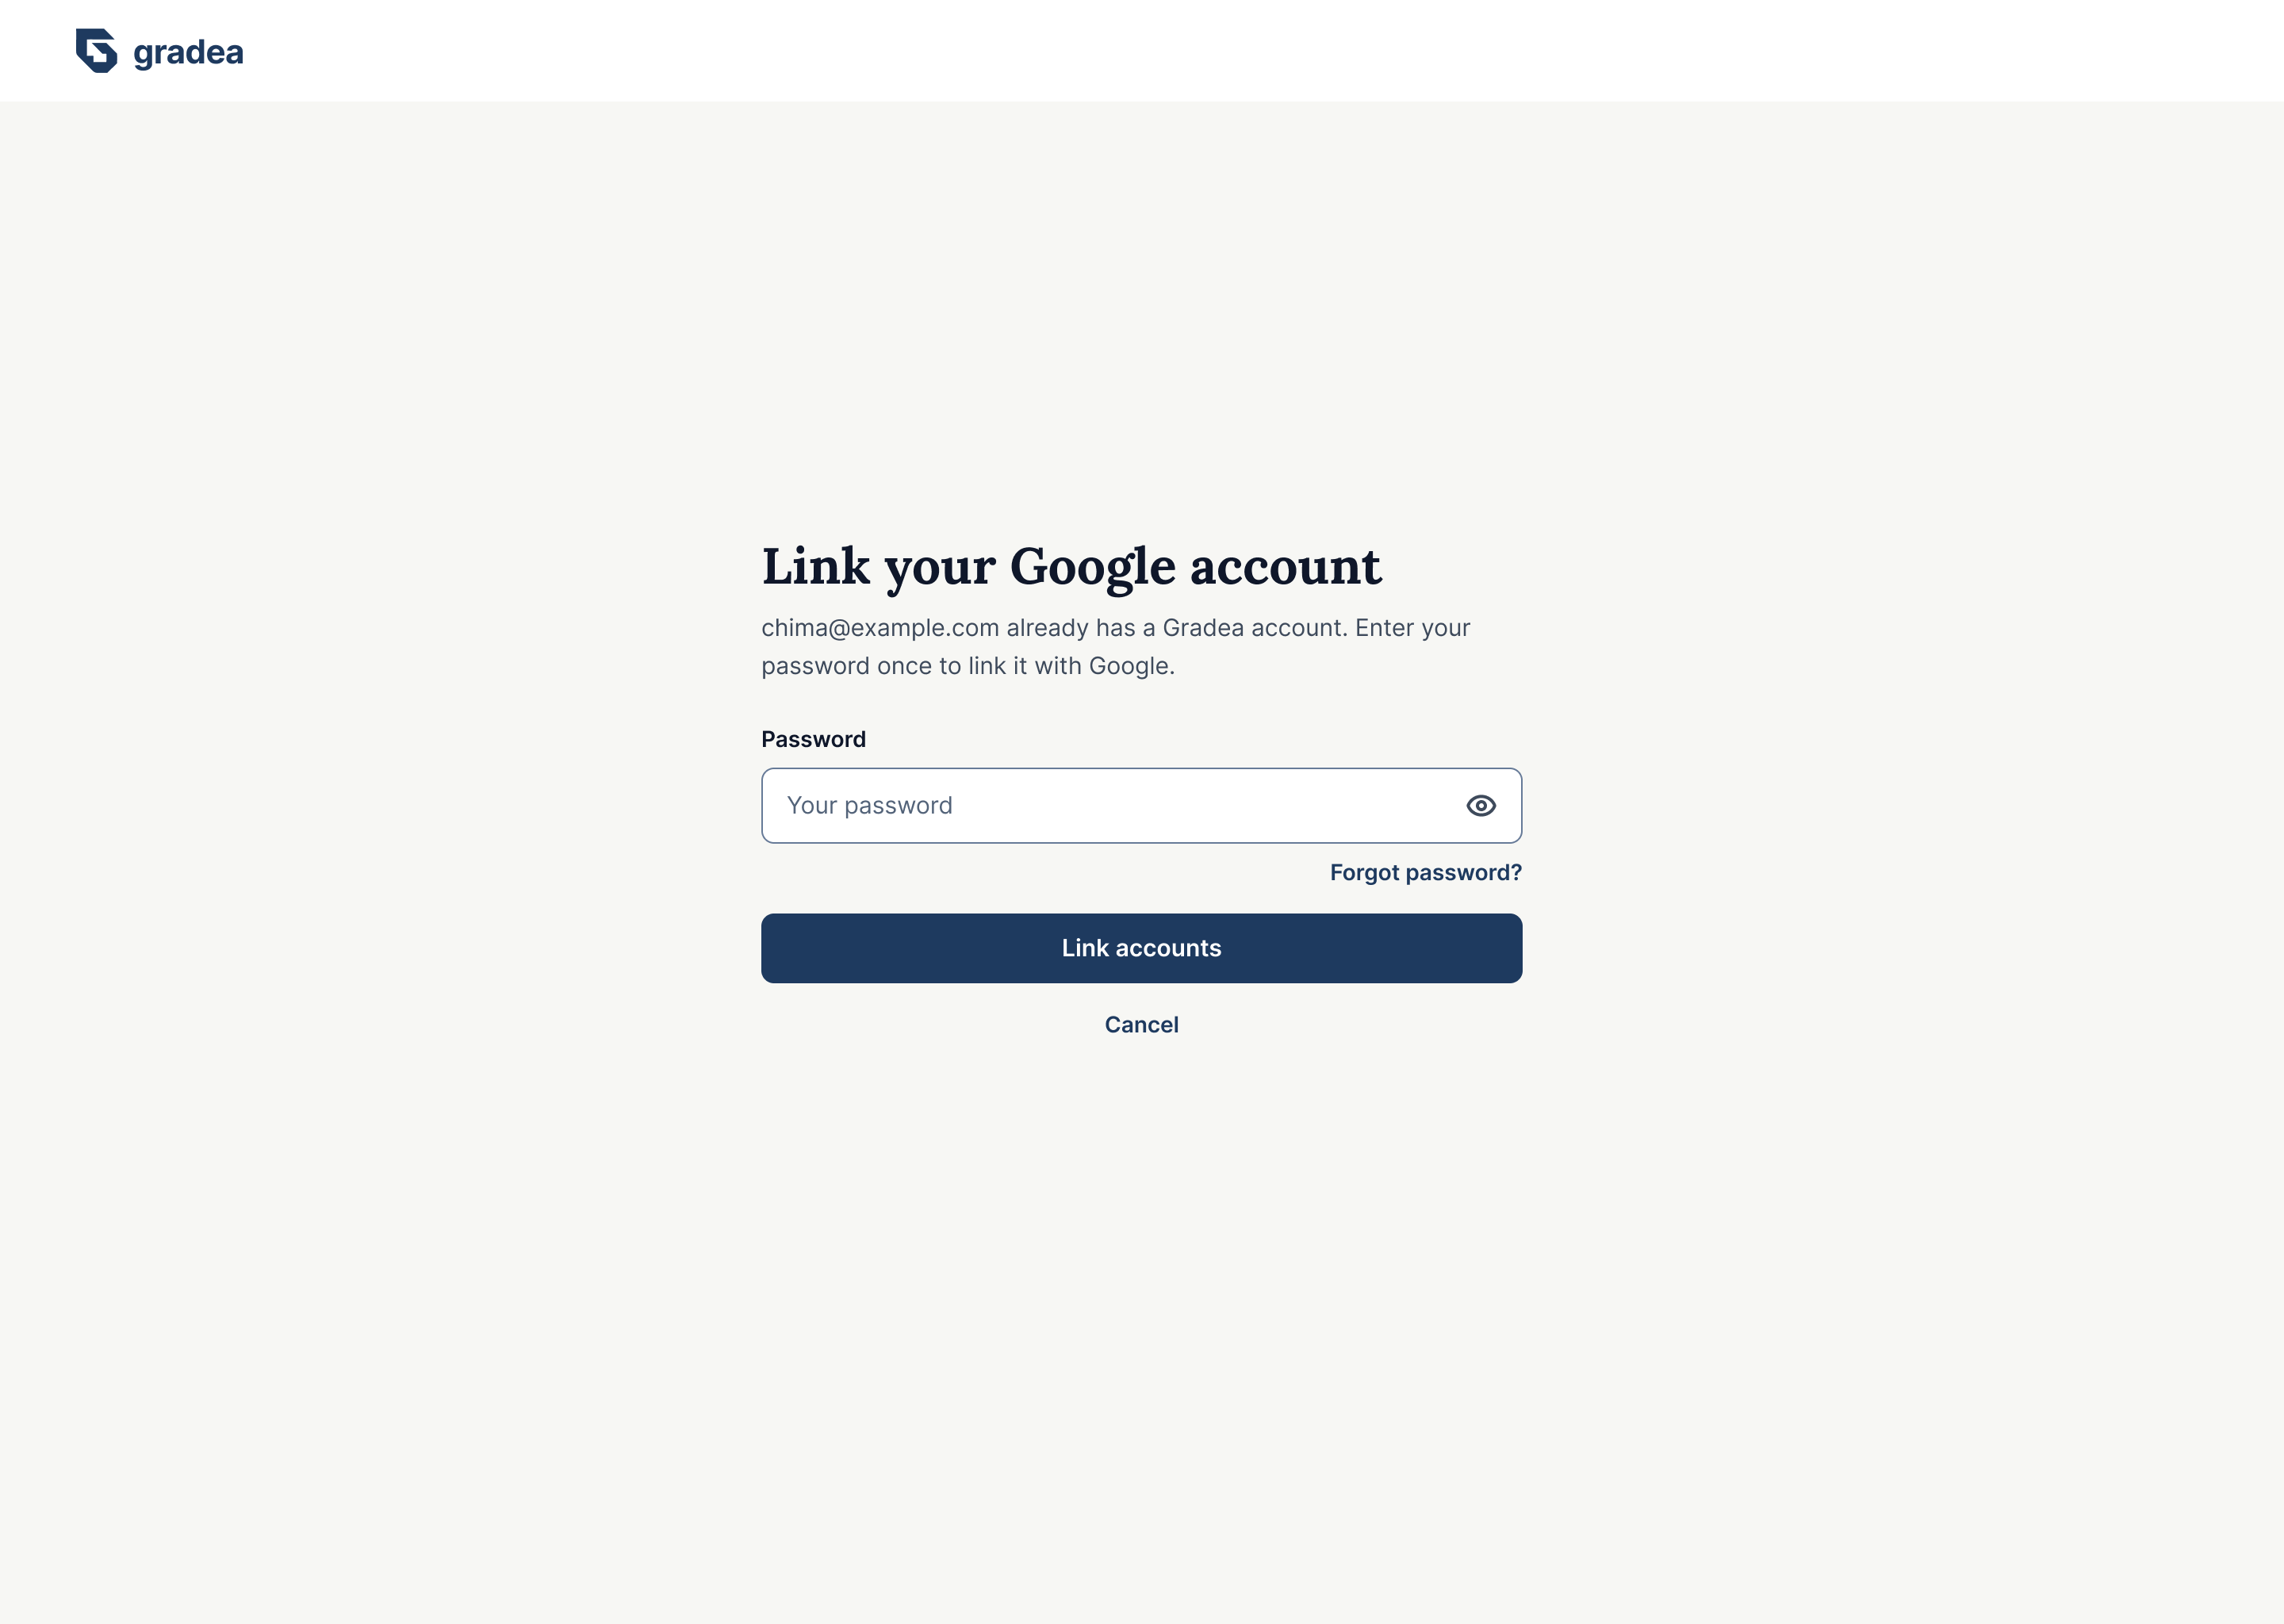 gradea
Link your Google account
chima@example.com already has a Gradea account. Enter your
password once to link it with Google.
Password
Your password
Forgot password?
Link accounts
Cancel